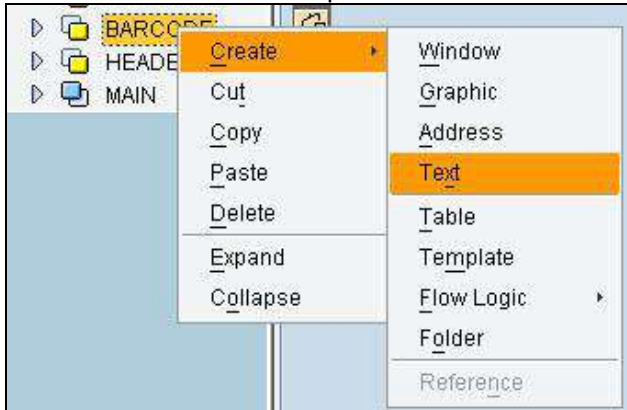 BARCODE
HEADE
MAIN
Create
Cut
Copy
Paste
Delete
Expand
Collapse
Window
Graphic
Address
Text
Table
Template
Flow Logic
Folder
Reference